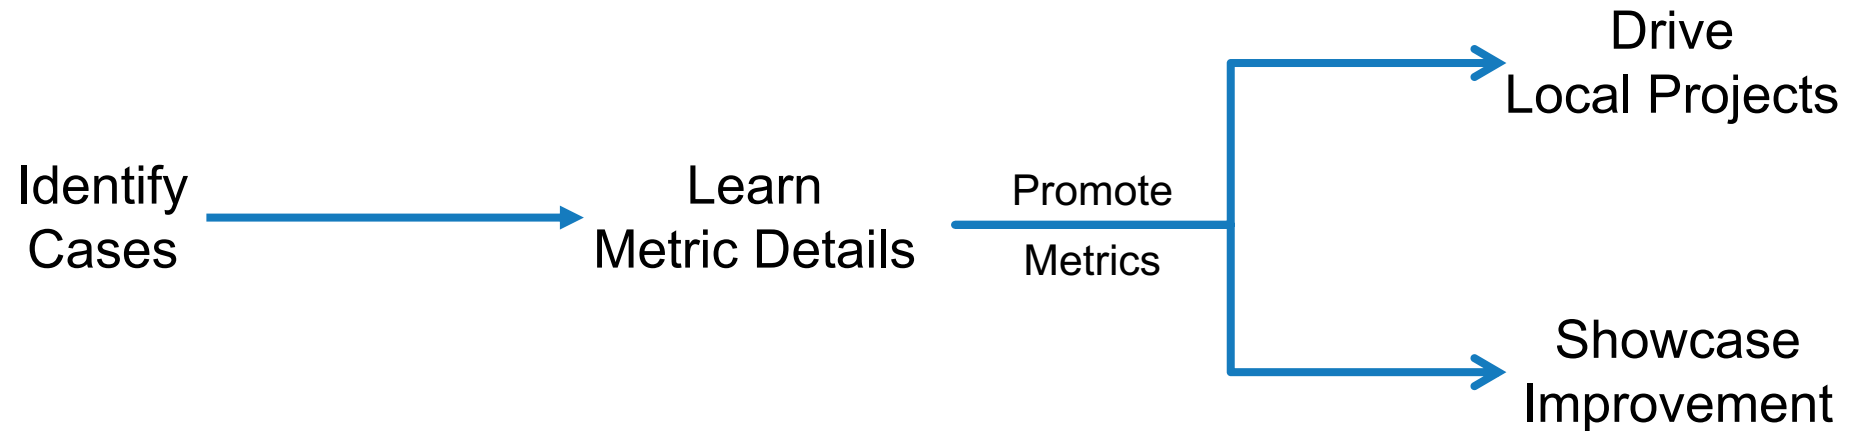 Identify
Cases
Learn
Metric Details
Promote
Metrics
Drive
Local Projects
Showcase
Improvement